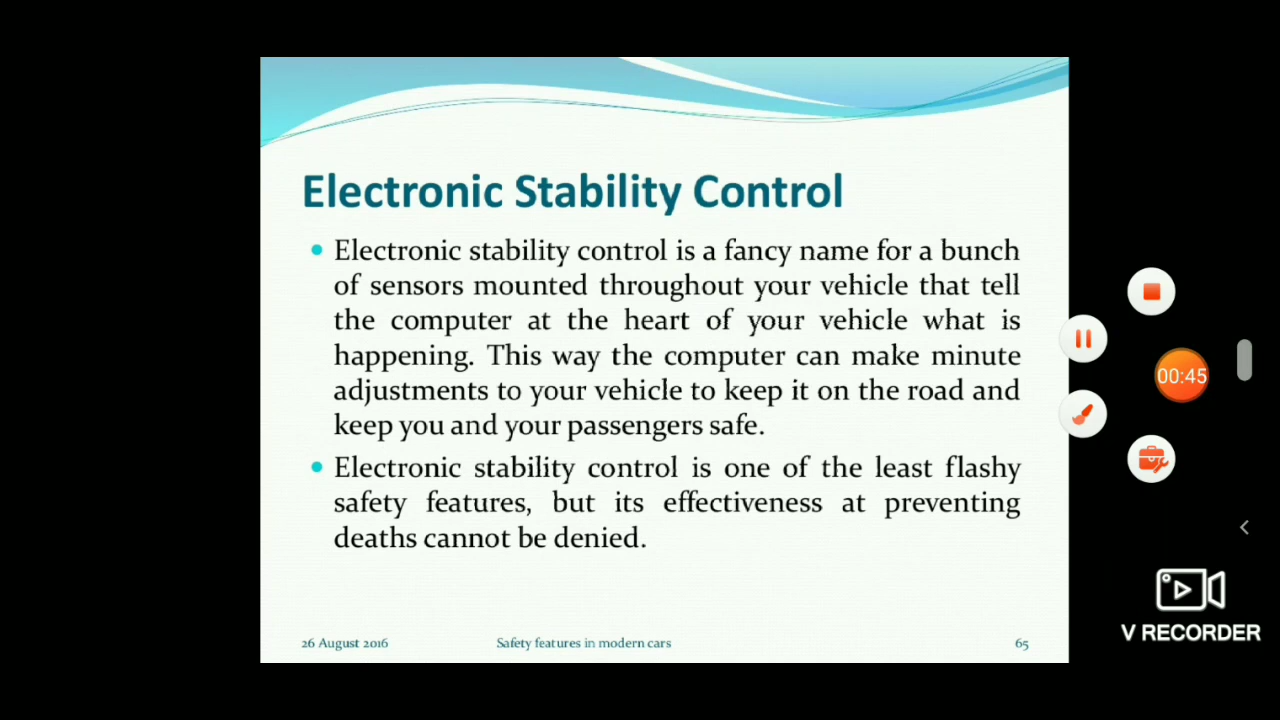 Electronic Stability Control
• Electronic stability control is a fancy name for a bunch
of sensors mounted throughout your vehicle that tell
the computer at the heart of your vehicle what is
happening. This way the computer can make minute
adjustments to your vehicle to keep it on the road and
keep you and your passengers safe.
• Electronic stability control is one of the least flashy
safety features, but its effectiveness at preventing
deaths cannot be denied.
26 August 2016 Safety features in modern cars 65
00:45
V RECORDER